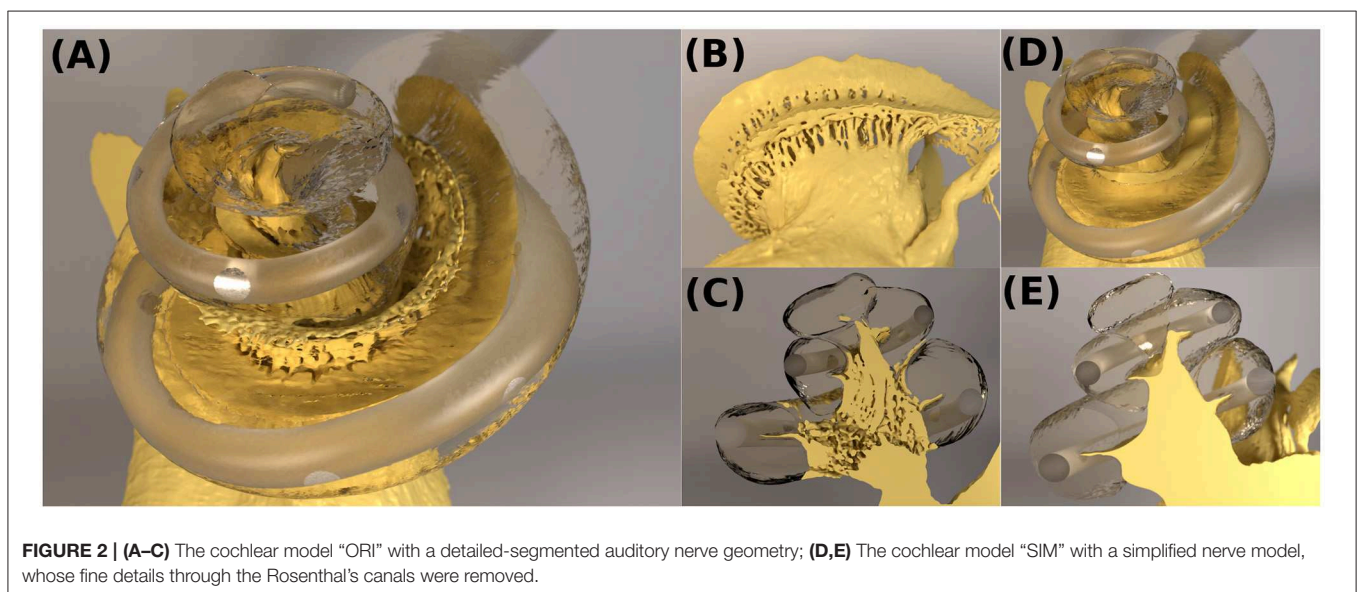 (A)
(B)
(D)
(C)
(E)
FIGURE 2 | (A–C) The cochlear model “ORI” with a detailed-segmented auditory nerve geometry; (D,E) The cochlear model “SIM” with a simplified nerve model,
whose fine details through the Rosenthal’s canals were removed.